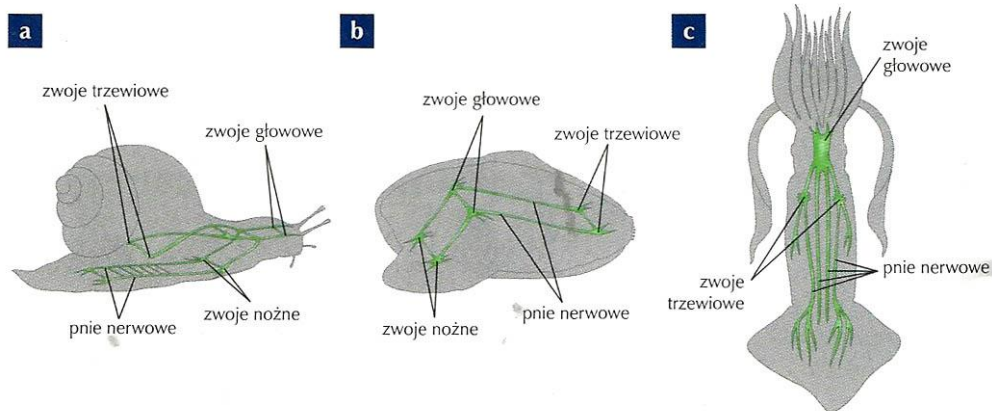 a
zwoje trzewiowe
zwoje głowowe
pnie nerwowe
zwoje nożne
b
zwoje głowowe
zwoje trzewiowe
zwoje nożne
pnie nerwowe
c
zwoje
głowowe
zwoje
trzewiowe
pnie nerwowe